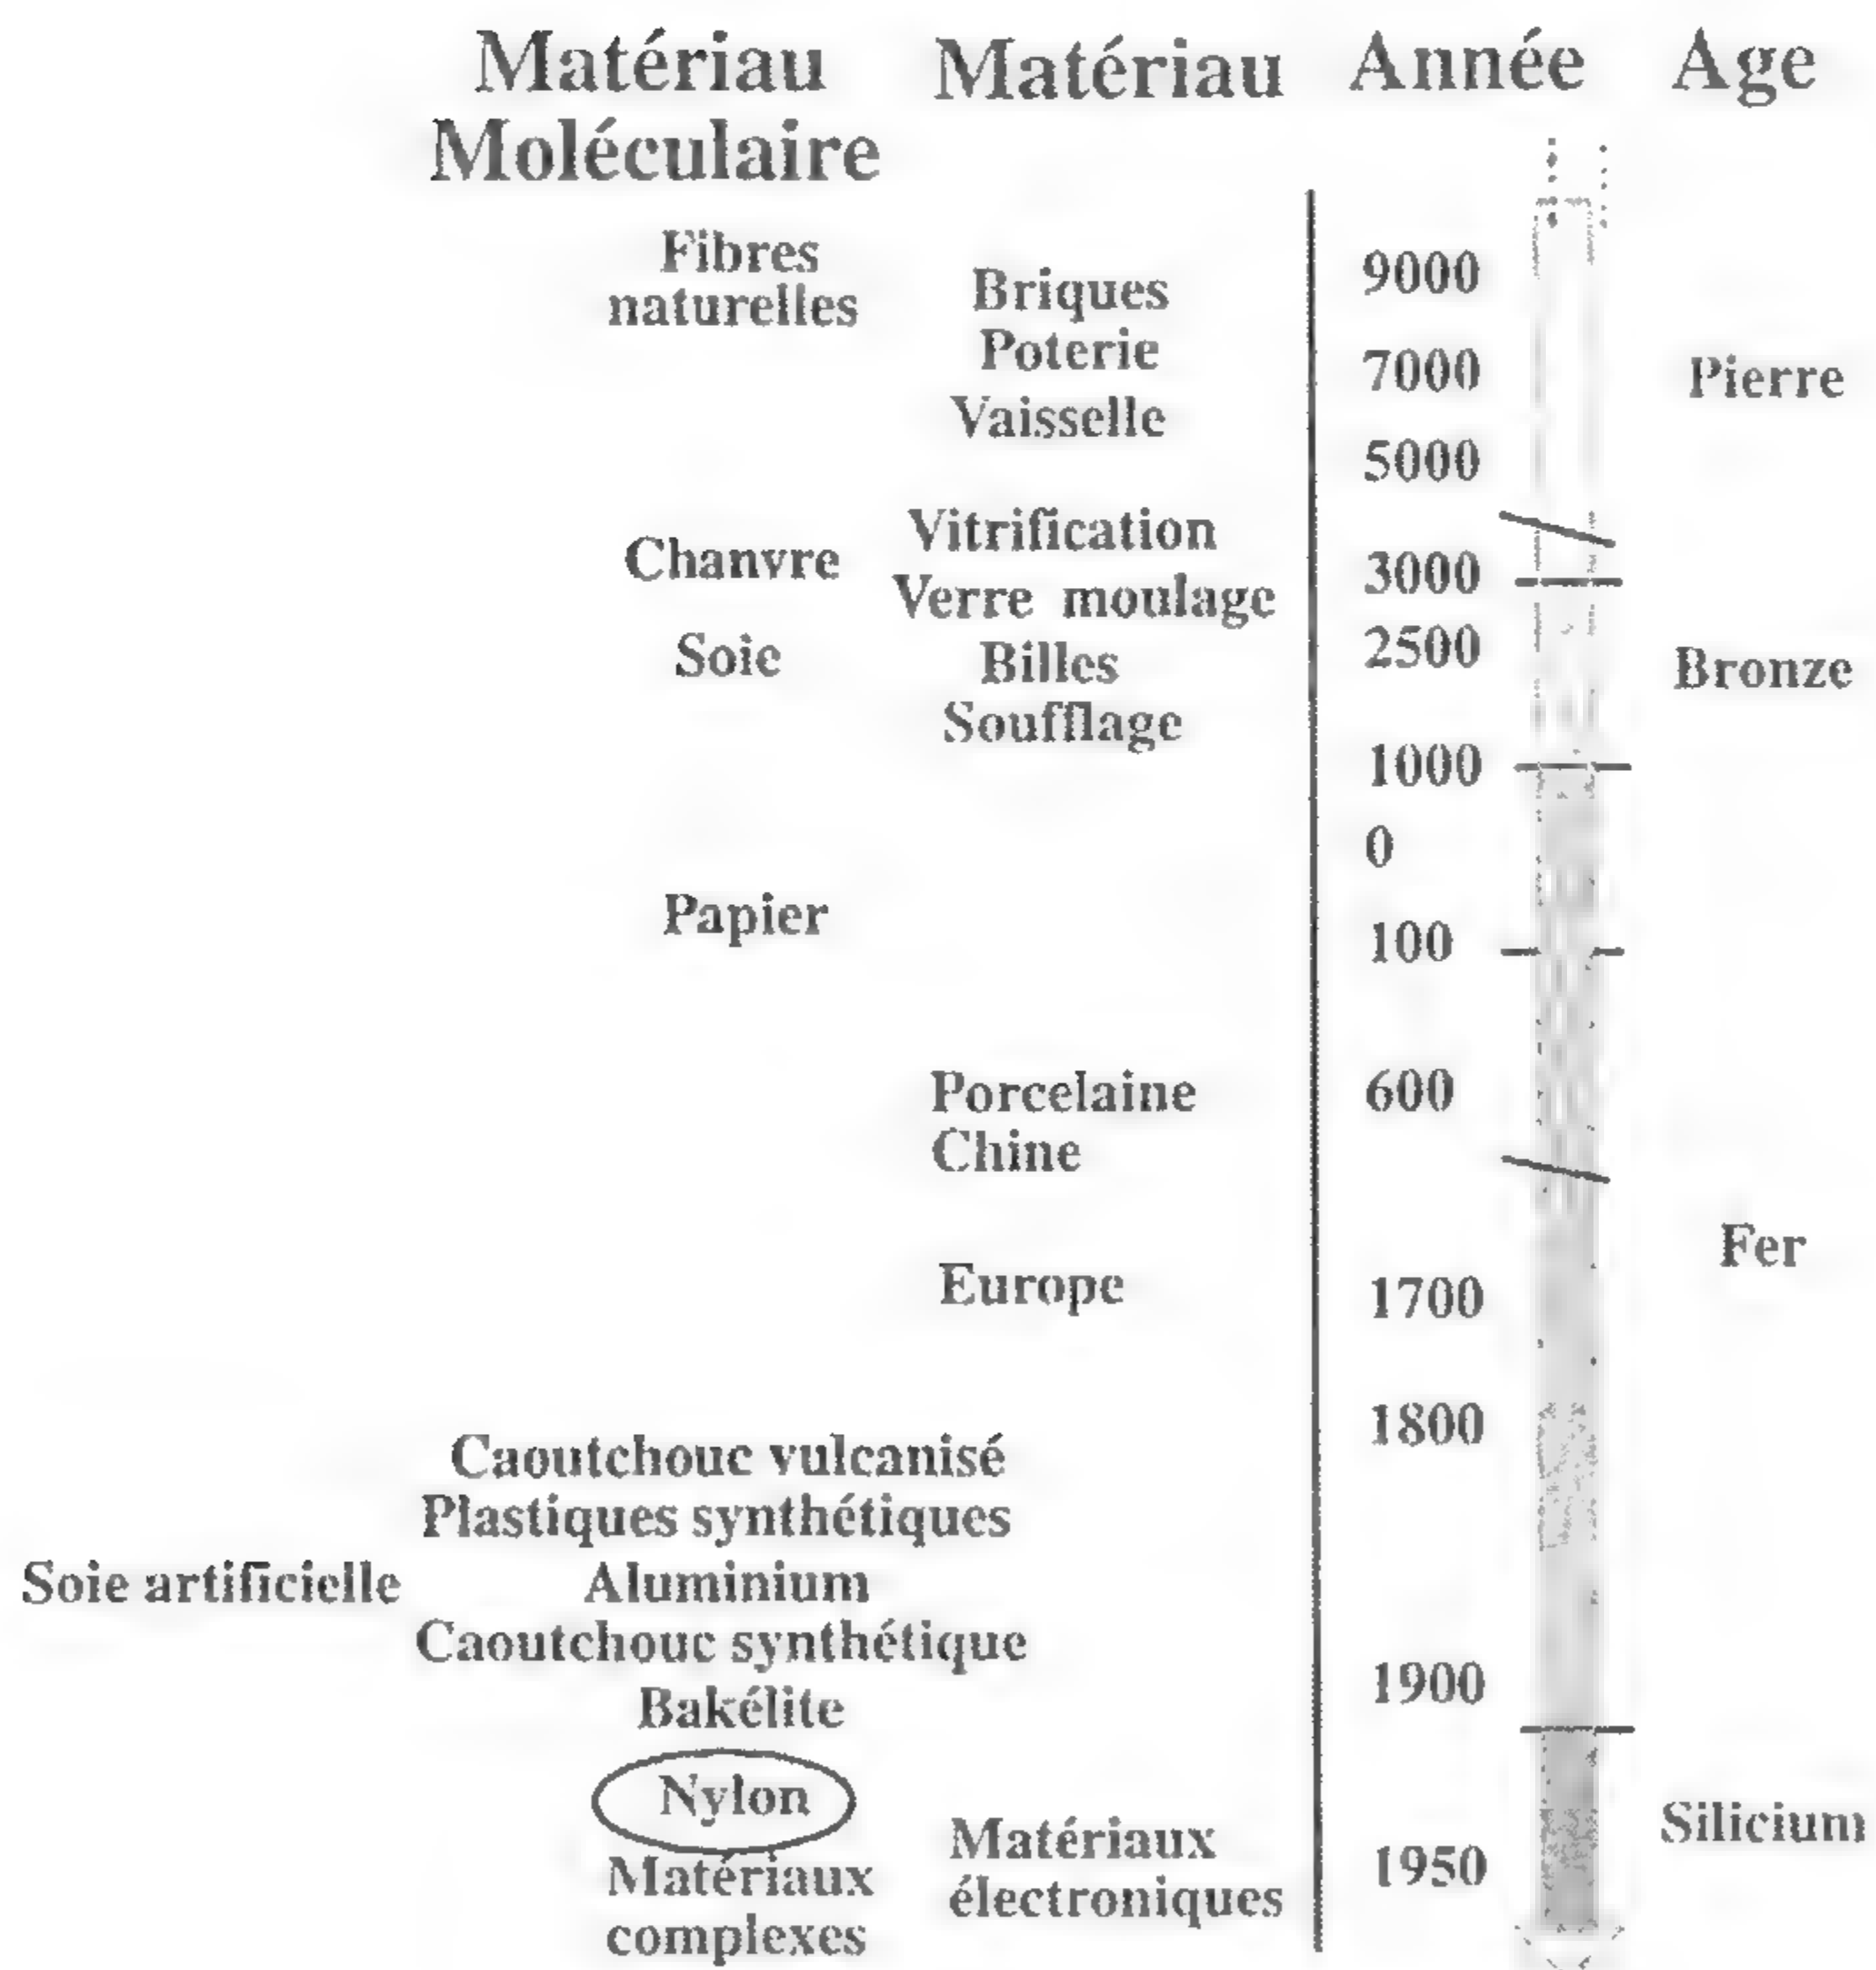 Matériau Matériau Année Age
Moléculaire
Fibres
naturelles
Briques
9000
Poterie
7000
Pierre
Vaisselle
5000
Vitrification
Chanvre
3000
Verre moulage
Soie
Billes
2500
Bronze
Soufflage
1000
0
Papier
100
Porcelaine
600
Chine
Fer
Europe
1700
1800
Caoutchouc vulcanisé
Plastiques synthétiques
Soie artificielle
Aluminium
Caoutchouc synthétique
1900
Bakélite
Nylon
Silicium
Matériaux
électroniques
1950
Matériaux
complexes